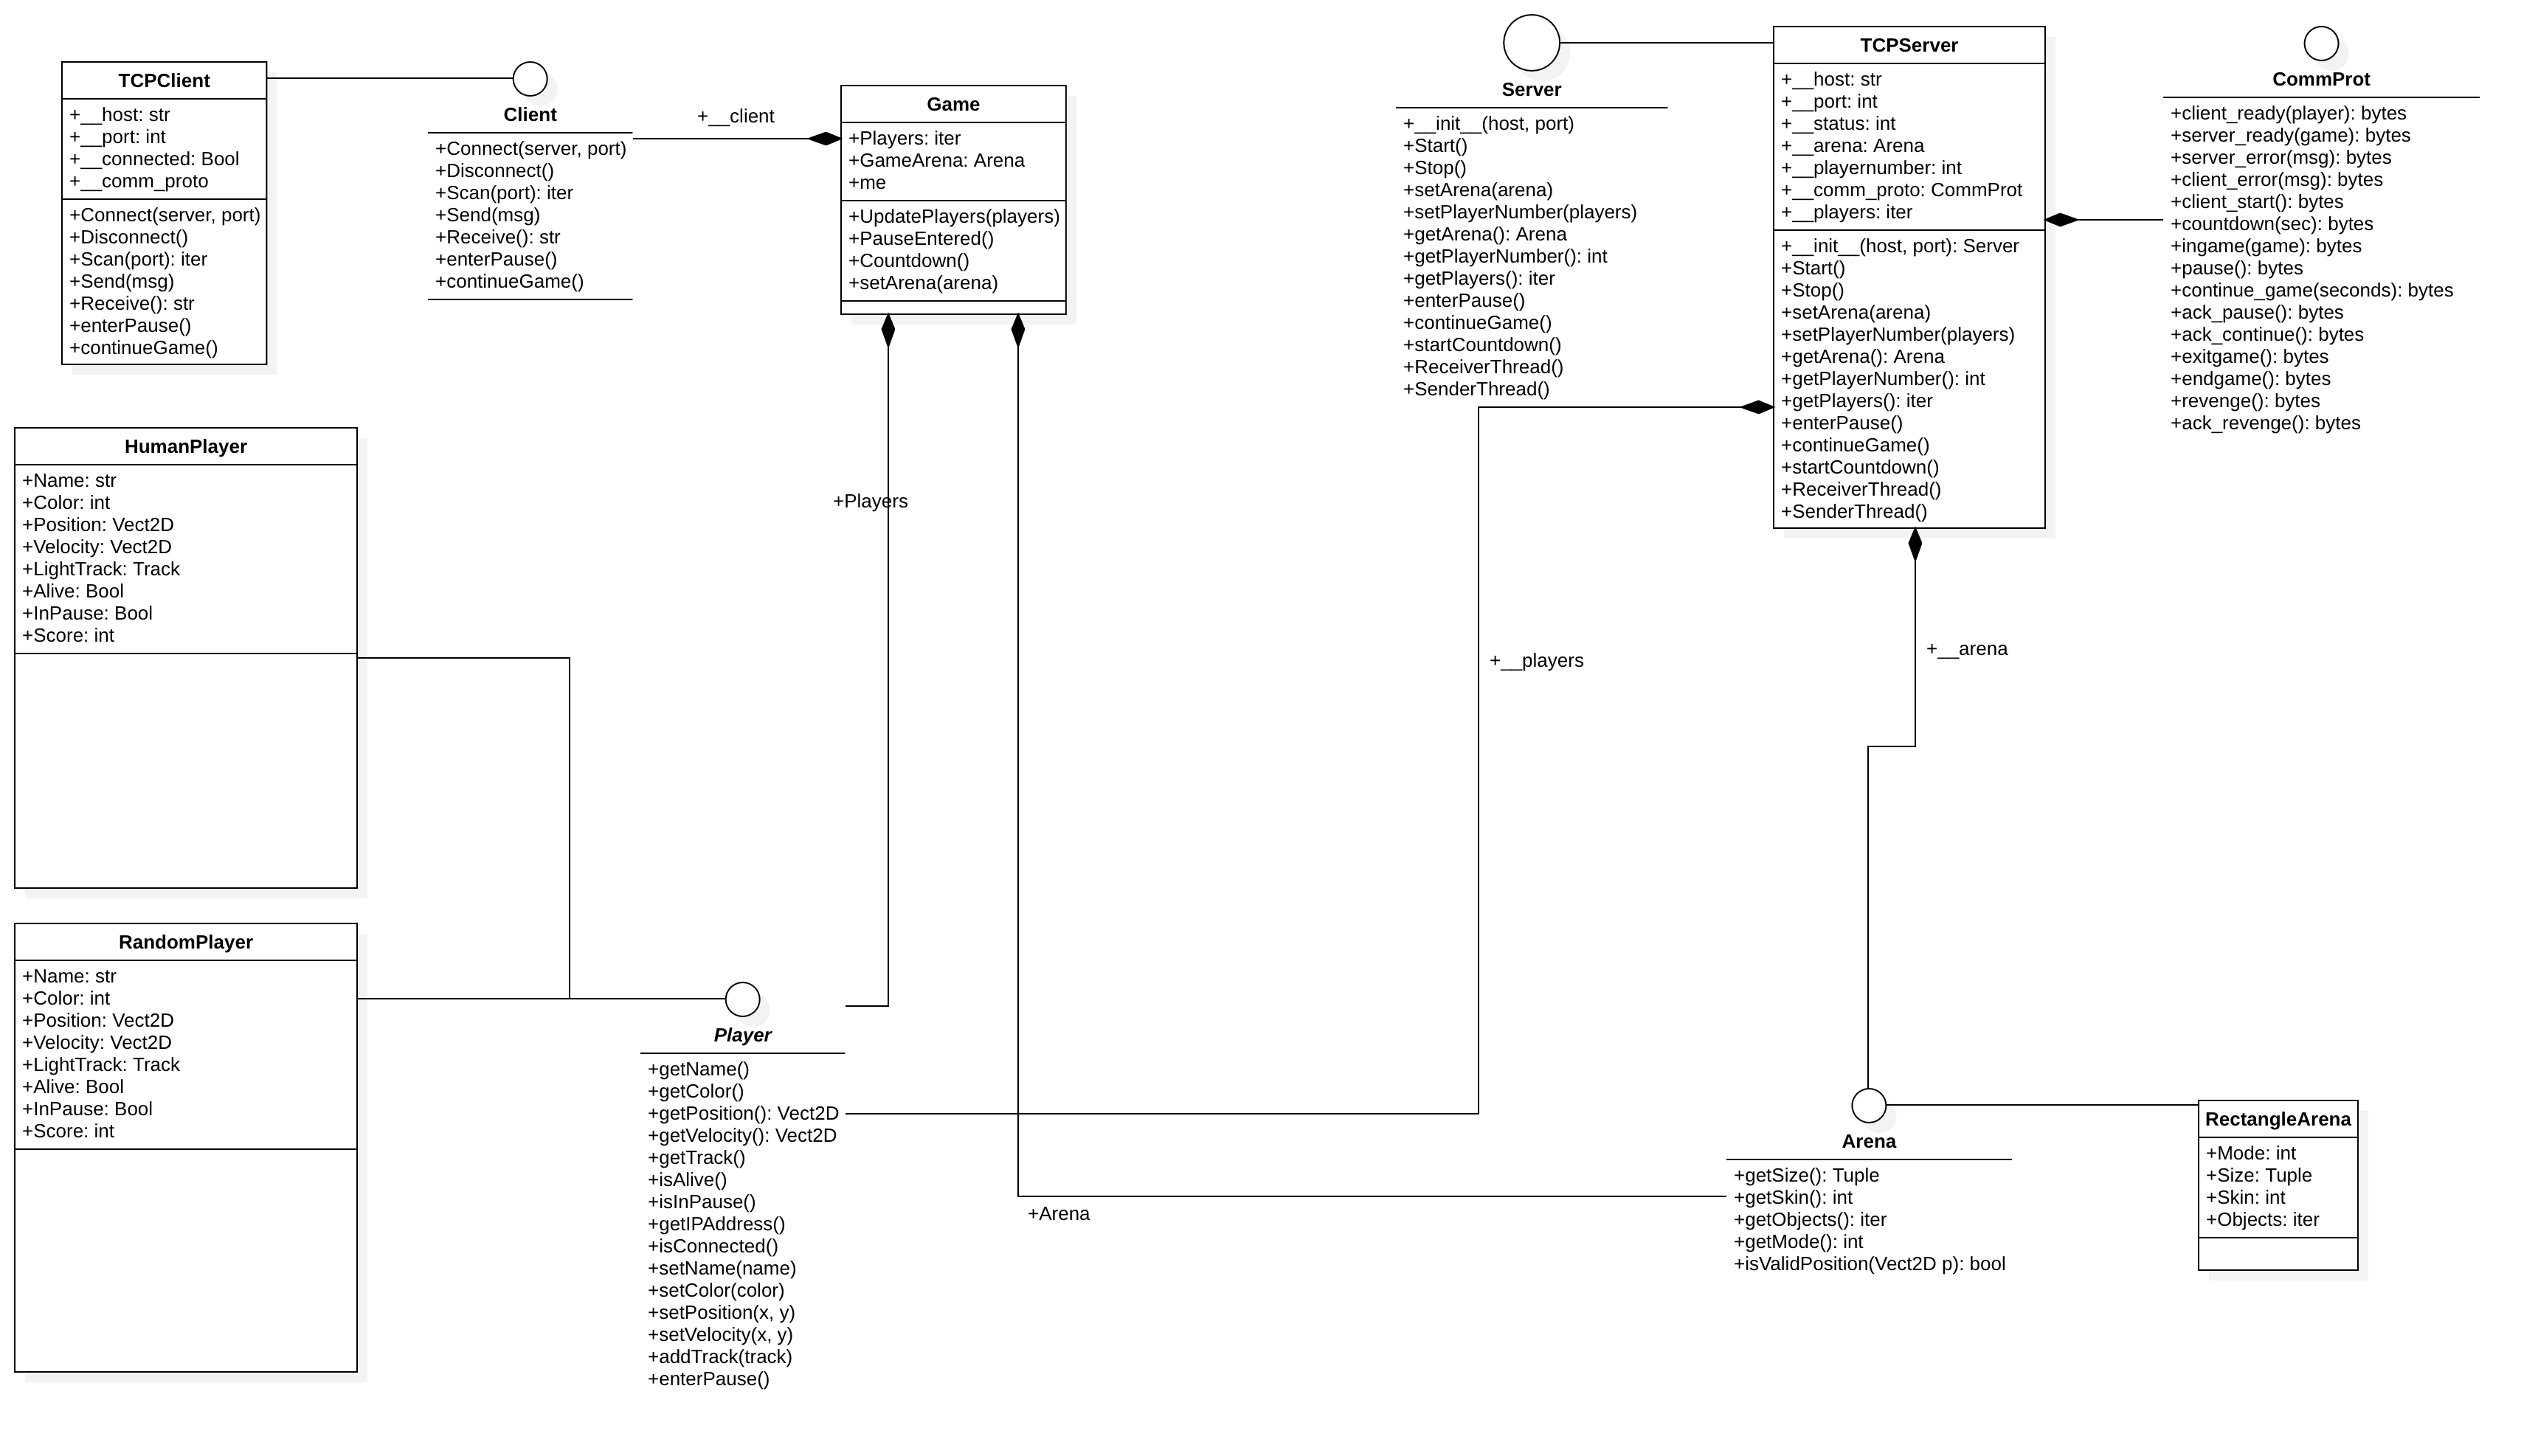 TCPClient
+__host: str
+__port: int
+__connected: Bool
+__comm_proto
+Connect(server, port)
+Disconnect()
+Scan(port): iter
+Send(msg)
+Receive(): str
+enterPause()
+continueGame()
Client
+Connect(server, port)
+Disconnect()
+Scan(port): iter
+Send(msg)
+Receive(): str
+enterPause()
+continueGame()
+__client
Game
+Players: iter
+GameArena: Arena
+me
+UpdatePlayers(players)
+PauseEntered()
+Countdown()
+setArena(arena)
Server
+__init__(host, port)
+Start()
+Stop()
+setArena(arena)
+setPlayerNumber(players)
+getArena(): Arena
+getPlayerNumber(): int
+getPlayers(): iter
+enterPause()
+continueGame()
+startCountdown()
+ReceiverThread()
+SenderThread()
TCPServer
+__host: str
+__port: int
+__status: int
+__arena: Arena
+__playernumber: int
+__comm_proto: CommProt
+__players: iter
+__init__(host, port): Server
+Start()
+Stop()
+setArena(arena)
+setPlayerNumber(players)
+getArena(): Arena
+getPlayerNumber(): int
+getPlayers(): iter
+enterPause()
+continueGame()
+startCountdown()
+ReceiverThread()
+SenderThread()
CommProt
+client_ready(player): bytes
+server_ready(game): bytes
+server_error(msg): bytes
+client_error(msg): bytes
+client_start(): bytes
+countdown(sec): bytes
+ingame(game): bytes
+pause(): bytes
+continue_game(seconds): bytes
+ack_pause(): bytes
+ack_continue(): bytes
+exitgame(): bytes
+endgame(): bytes
+revenge(): bytes
+ack_revenge(): bytes
HumanPlayer
+Name: str
+Color: int
+Position: Vect2D
+Velocity: Vect2D
+LightTrack: Track
+Alive: Bool
+InPause: Bool
+Score: int
+Players
+__players
+__arena
RandomPlayer
+Name: str
+Color: int
+Position: Vect2D
+Velocity: Vect2D
+LightTrack: Track
+Alive: Bool
+InPause: Bool
+Score: int
Player
+getName()
+getColor()
+getPosition(): Vect2D
+getVelocity(): Vect2D
+getTrack()
+isAlive()
+isInPause()
+getIPAddress()
+isConnected()
+setName(name)
+setColor(color)
+setPosition(x, y)
+setVelocity(x, y)
+addTrack(track)
+enterPause()
+Arena
Arena
+getSize(): Tuple
+getSkin(): int
+getObjects(): iter
+getMode(): int
+isValidPosition(Vect2D p): bool
RectangleArena
+Mode: int
+Size: Tuple
+Skin: int
+Objects: iter